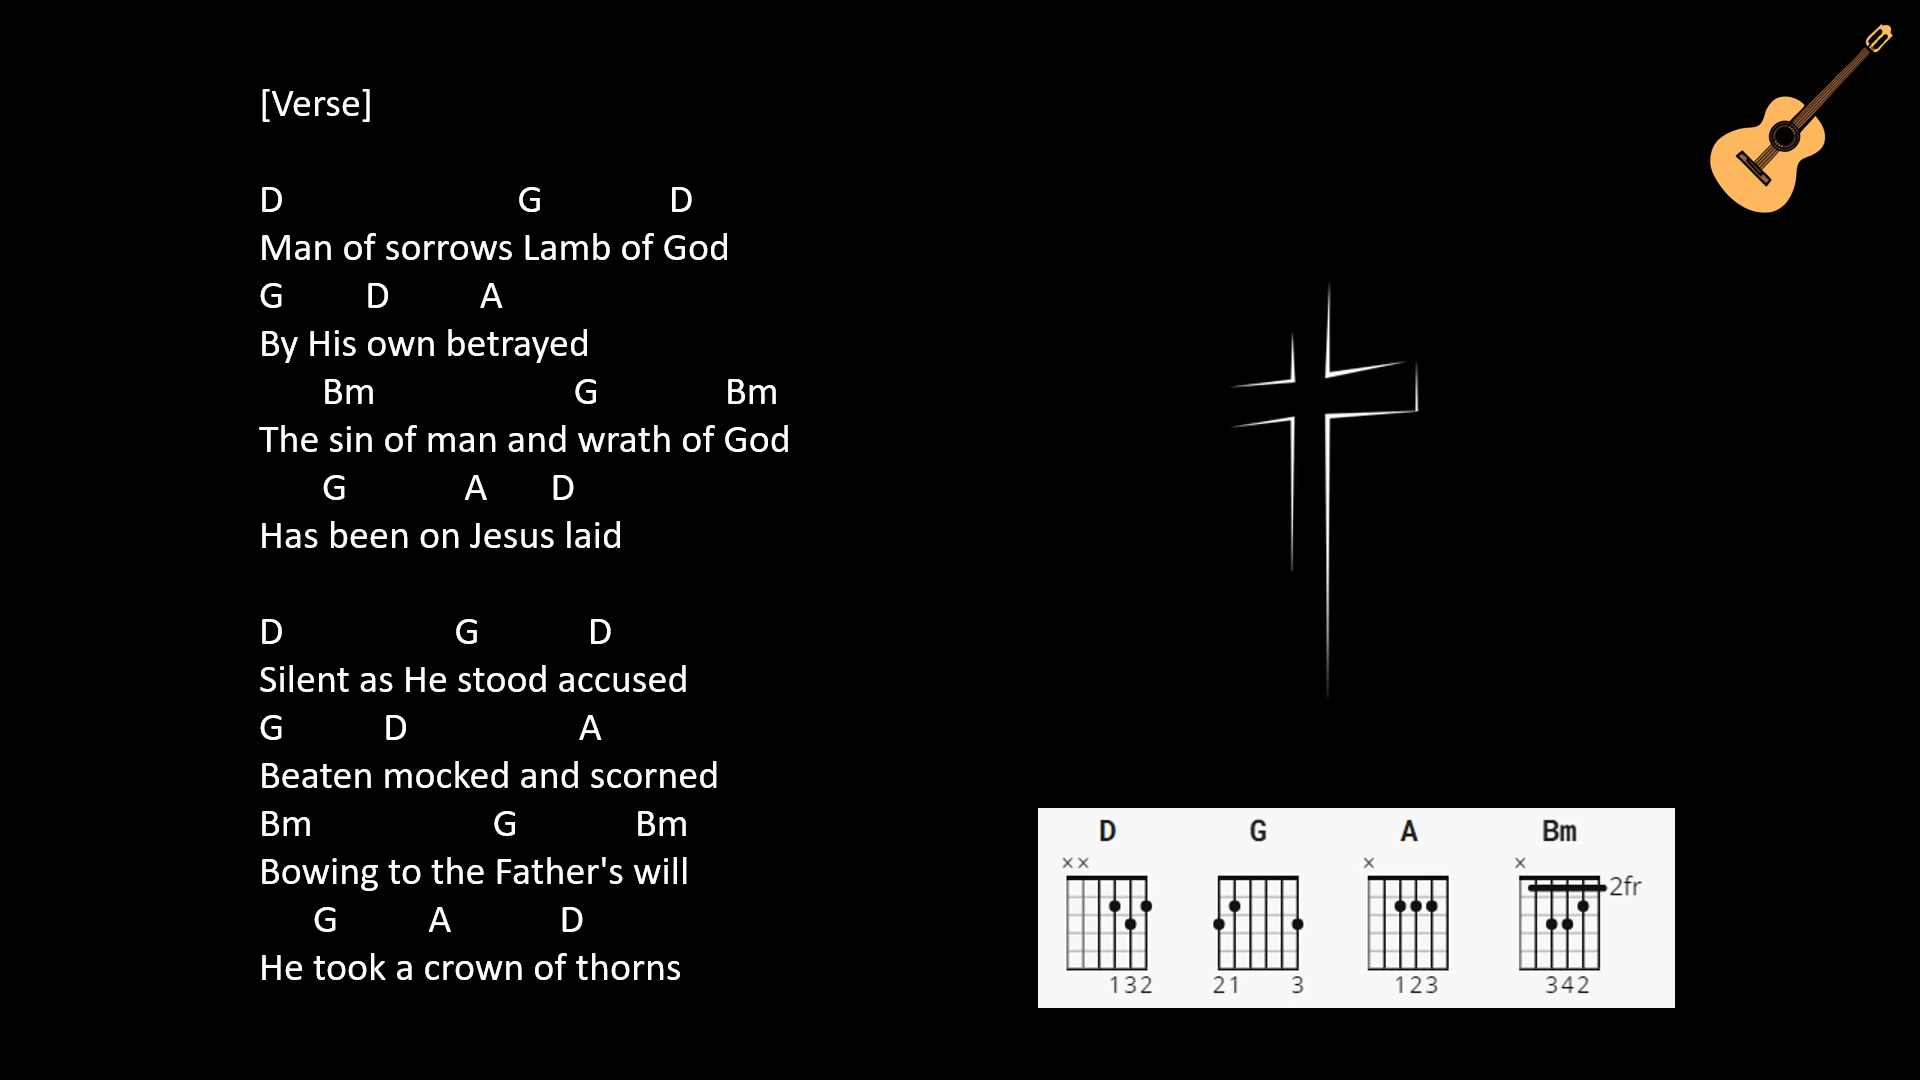 [Verse]
D G D
Man of sorrows Lamb of God
G D A
By His own betrayed
Bm G Bm
The sin of man and wrath of God
G A D
Has been on Jesus laid
D G D
Silent as He stood accused
G D A
Beaten mocked and scorned
Bm G Bm
Bowing to the Father's will
G A D
He took a crown of thorns
D G A Bm
×× × ×
2fr
132 21 3 123 342